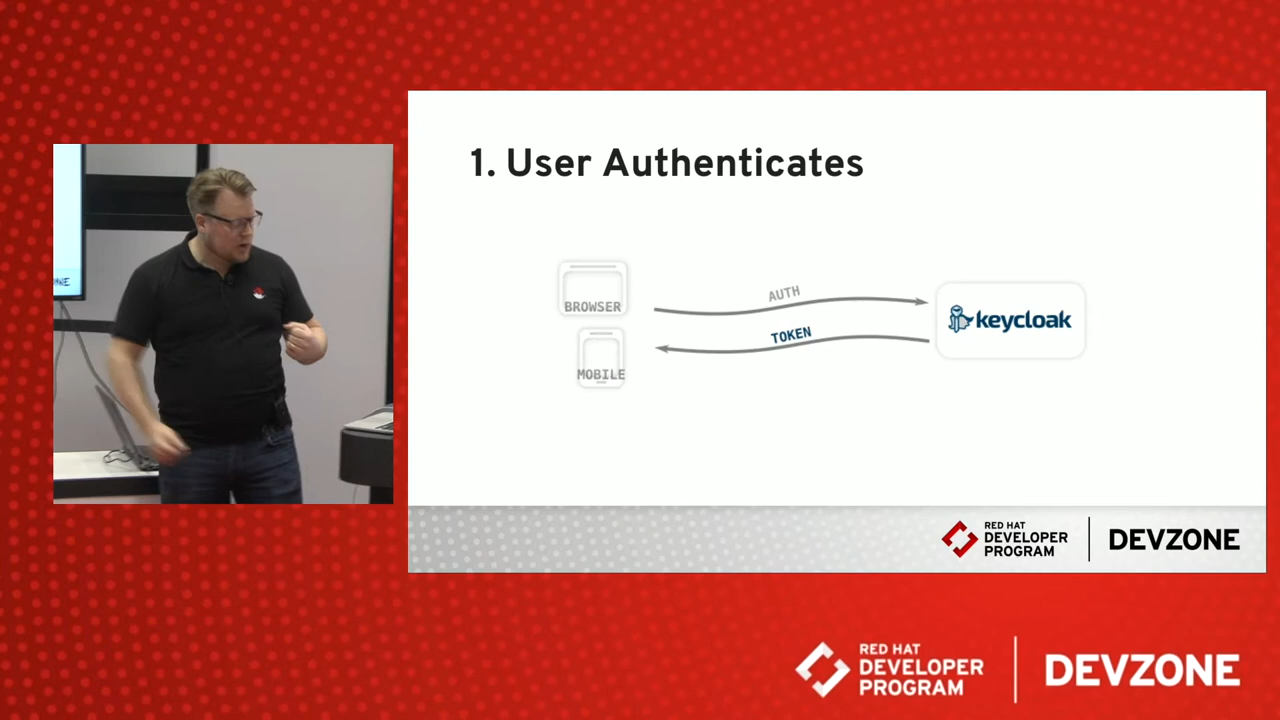 1. User Authenticates
BROWSER
AUTH
TOKEN
keycloak
MOBILE
RED HAT
DEVELOPER
PROGRAM
DEVZONE
RED HAT
DEVELOPER
PROGRAM
DEVZONE